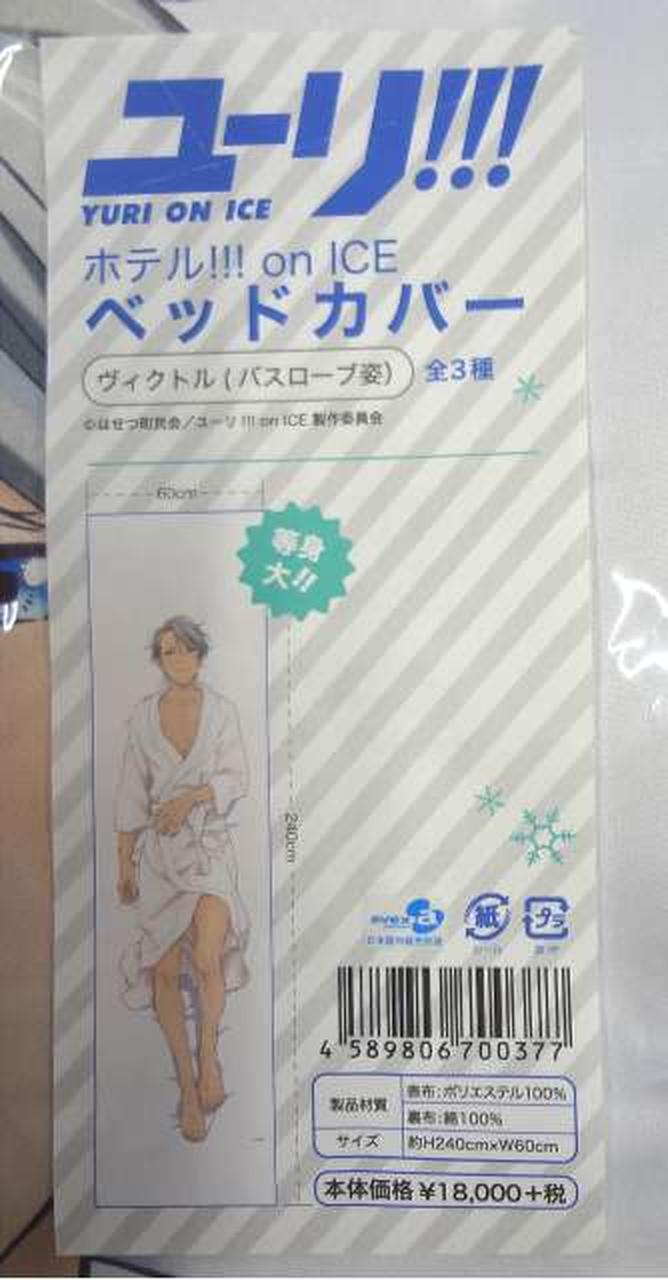 ユーリ!!!
YURI ON ICE
ホテル!!! on ICE
ベッドカバー
ヴィクトル (バスローブ姿)
全3種
©はせつ町民会／ユーリ!!! on ICE 製作委員会
60cm
等身
大!!
240cm
avex
紙
プラ
4 589806 700377
製品材質
表布:ポリエステル100%
裏布:綿100%
サイズ
約H240cm×W60cm
本体価格 ¥18,000+税